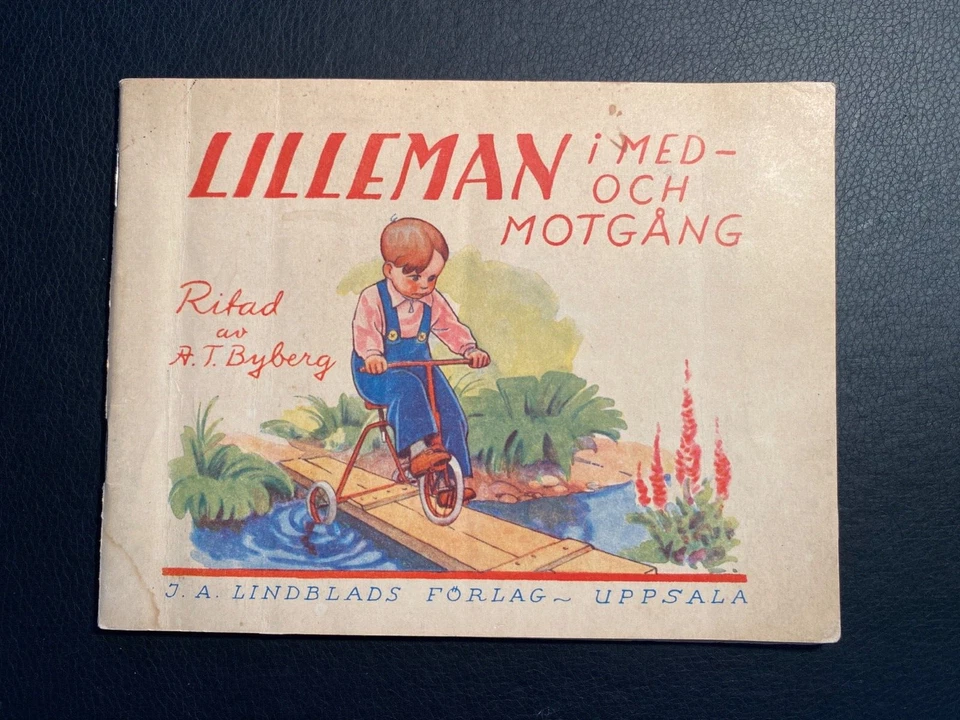 LILLEMAN i MED-
OCH
MOTGÅNG
Ritad
av
A. T. Byberg
J. A. LINDBLADS FÖRLAG ~ UPPSALA